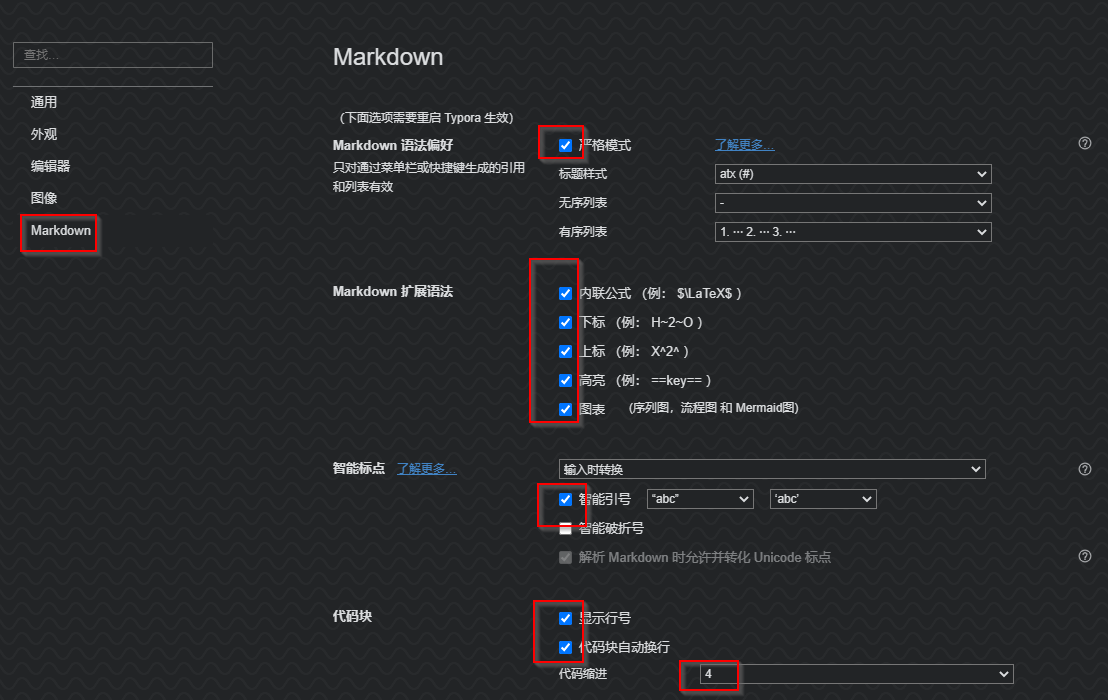 查找...
通用
外观
编辑器
图像
Markdown
Markdown
（下面选项需要重启 Typora 生效）
Markdown 语法偏好
只对通过菜单栏或快捷键生成的引用
和列表有效
严格模式 了解更多...
标题样式 atx (#)
无序列表 -
有序列表 1. ··· 2. ··· 3. ···
Markdown 扩展语法
内联公式 （例： $\LaTeX$ ）
下标 （例： H~2~O ）
上标 （例： X^2^ ）
高亮 （例： ==key== ）
图表 （序列图，流程图 和 Mermaid图）
智能标点 了解更多... 输入时转换
智能引号 “abc” ‘abc’
智能破折号
解析 Markdown 时允许并转化 Unicode 标点
代码块
显示行号
代码块自动换行
代码缩进 4